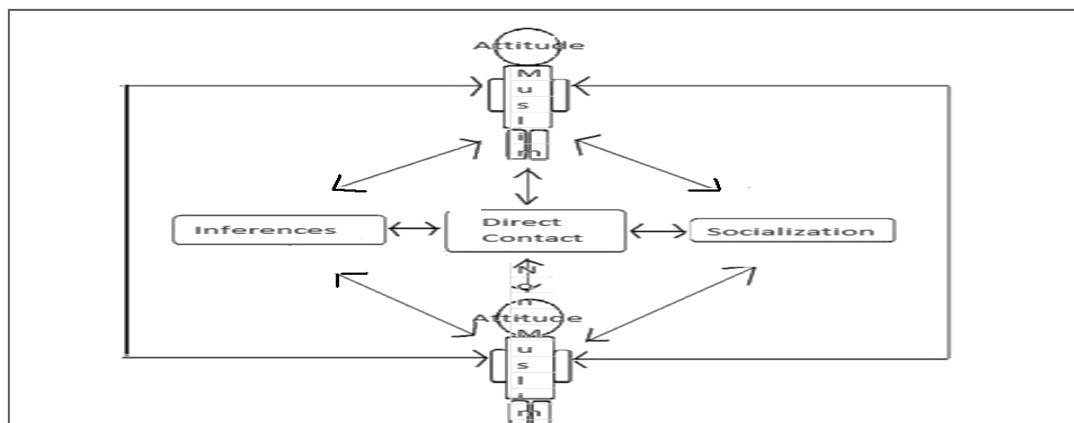 Attitude
Muslim
Inferences
Direct
Contact
Socialization
Attitude
Non Muslim